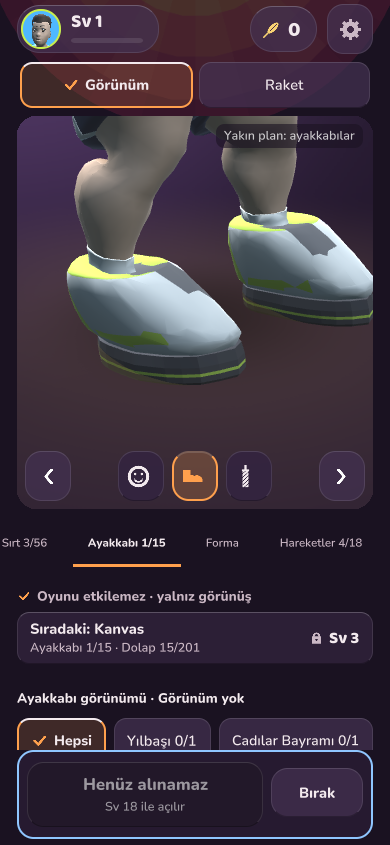 Sv 1
0
Görünüm
Raket
Yakın plan: ayakkabılar
Sırt 3/56
Ayakkabı 1/15
Forma
Hareketler 4/18
Oyunu etkilemez · yalnız görünüş
Sıradaki: Kanvas
Ayakkabı 1/15 · Dolap 15/201
Sv 3
Ayakkabı görünümü · Görünüm yok
Hepsi
Yılbaşı 0/1
Cadılar Bayramı 0/1
Henüz alınamaz
Sv 18 ile açılır
Bırak